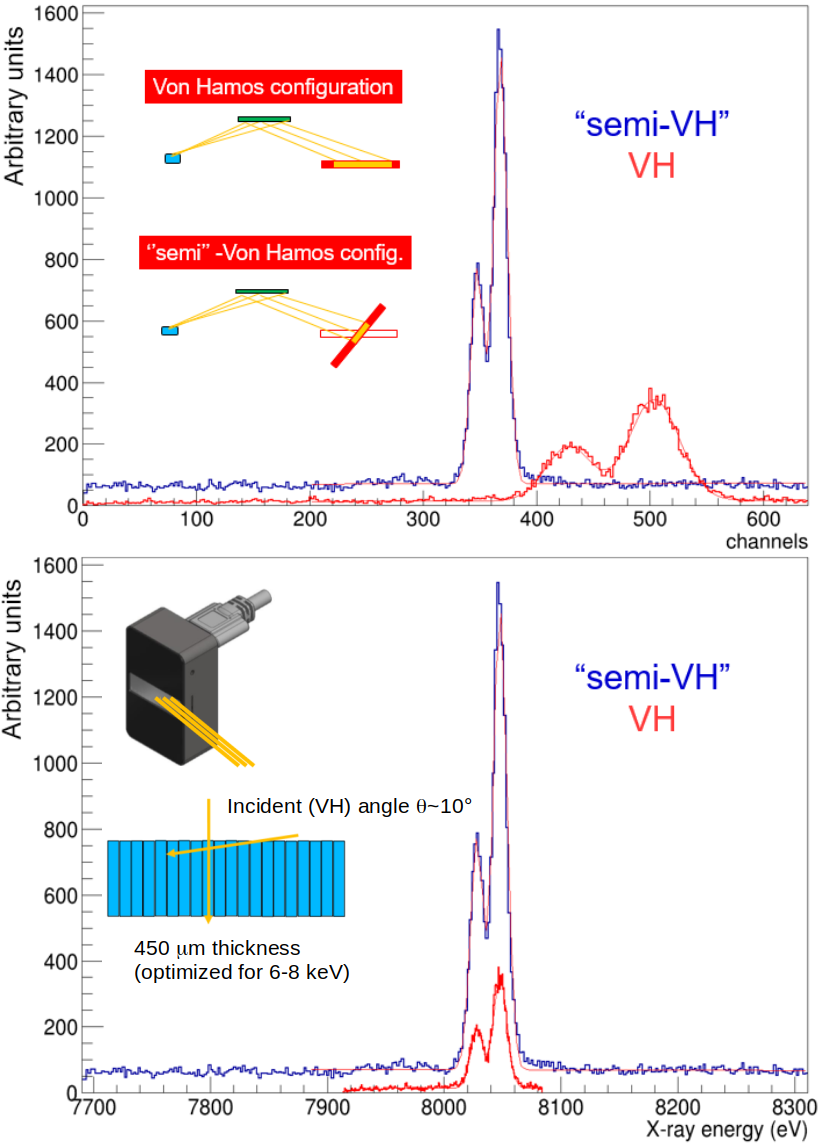 Arbitrary units
1600
1400
1200
1000
800
600
400
200
0
Von Hamos configuration
‘’semi’’ -Von Hamos config.
“semi-VH”
VH
0 100 200 300 400 500 600
channels
Arbitrary units
1600
1400
1200
1000
800
600
400
200
0
“semi-VH”
VH
Incident (VH) angle θ~10°
450 μm thickness
(optimized for 6-8 keV)
7700 7800 7900 8000 8100 8200 8300
X-ray energy (eV)